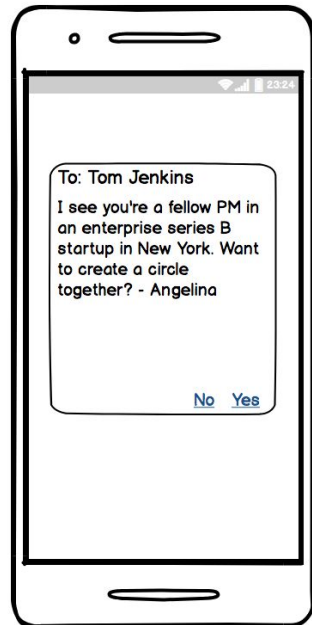 23:24
To: Tom Jenkins
I see you're a fellow PM in
an enterprise series B
startup in New York. Want
to create a circle
together? - Angelina
No Yes